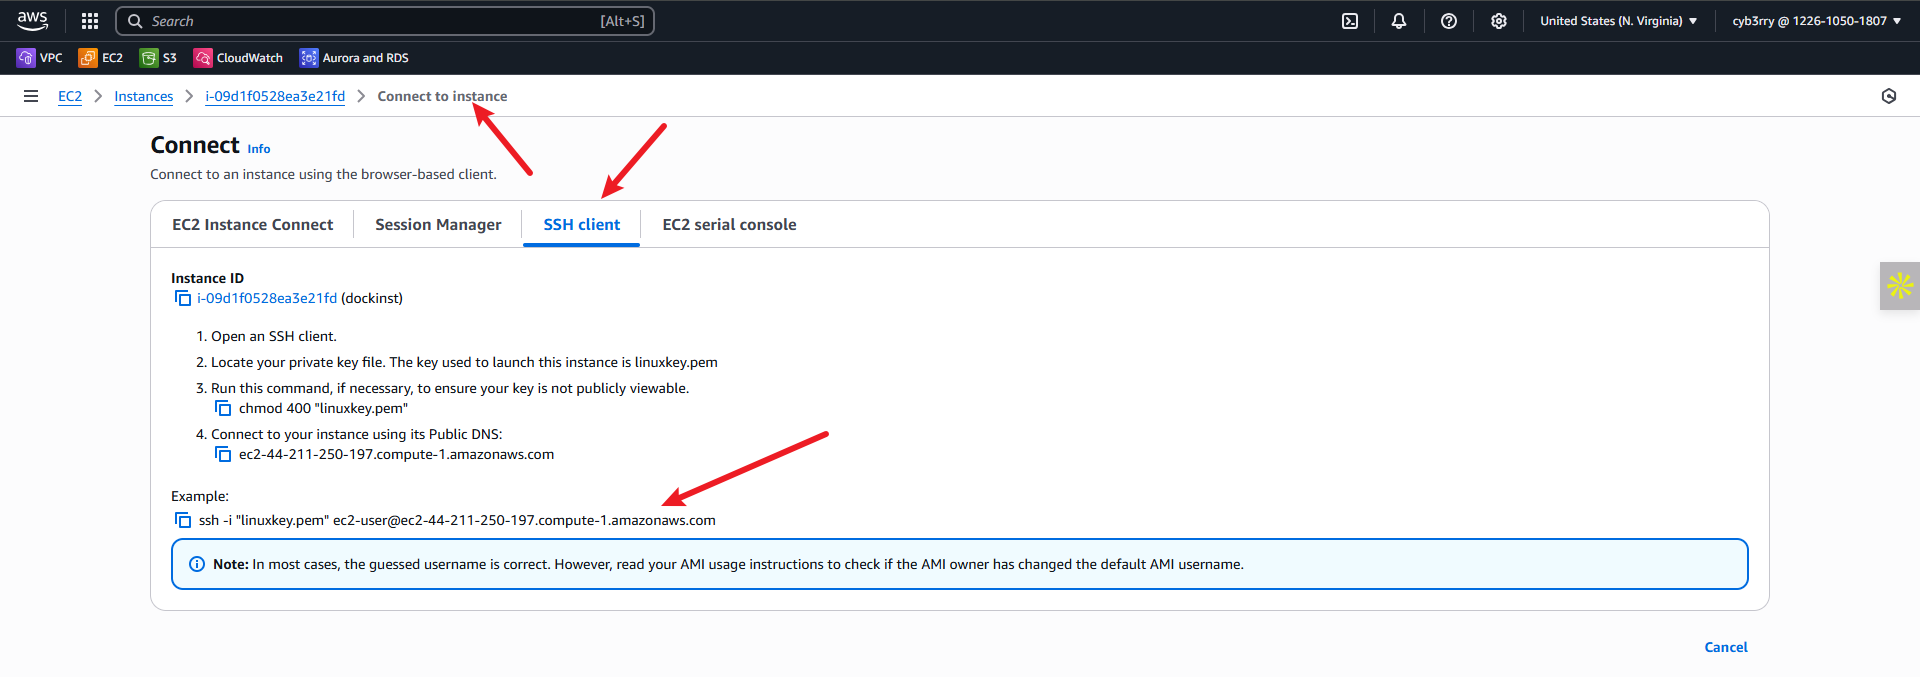 aws Search [Alt+S] United States (N. Virginia) cyb3rry @ 1226-1050-1807
VPC EC2 S3 CloudWatch Aurora and RDS
EC2 Instances i-09d1f0528ea3e21fd Connect to instance
Connect Info
Connect to an instance using the browser-based client.
EC2 Instance Connect Session Manager SSH client EC2 serial console
Instance ID
i-09d1f0528ea3e21fd (dockinst)
1. Open an SSH client.
2. Locate your private key file. The key used to launch this instance is linuxkey.pem
3. Run this command, if necessary, to ensure your key is not publicly viewable.
chmod 400 "linuxkey.pem"
4. Connect to your instance using its Public DNS:
ec2-44-211-250-197.compute-1.amazonaws.com
Example:
ssh -i "linuxkey.pem" ec2-user@ec2-44-211-250-197.compute-1.amazonaws.com
Note: In most cases, the guessed username is correct. However, read your AMI usage instructions to check if the AMI owner has changed the default AMI username.
Cancel